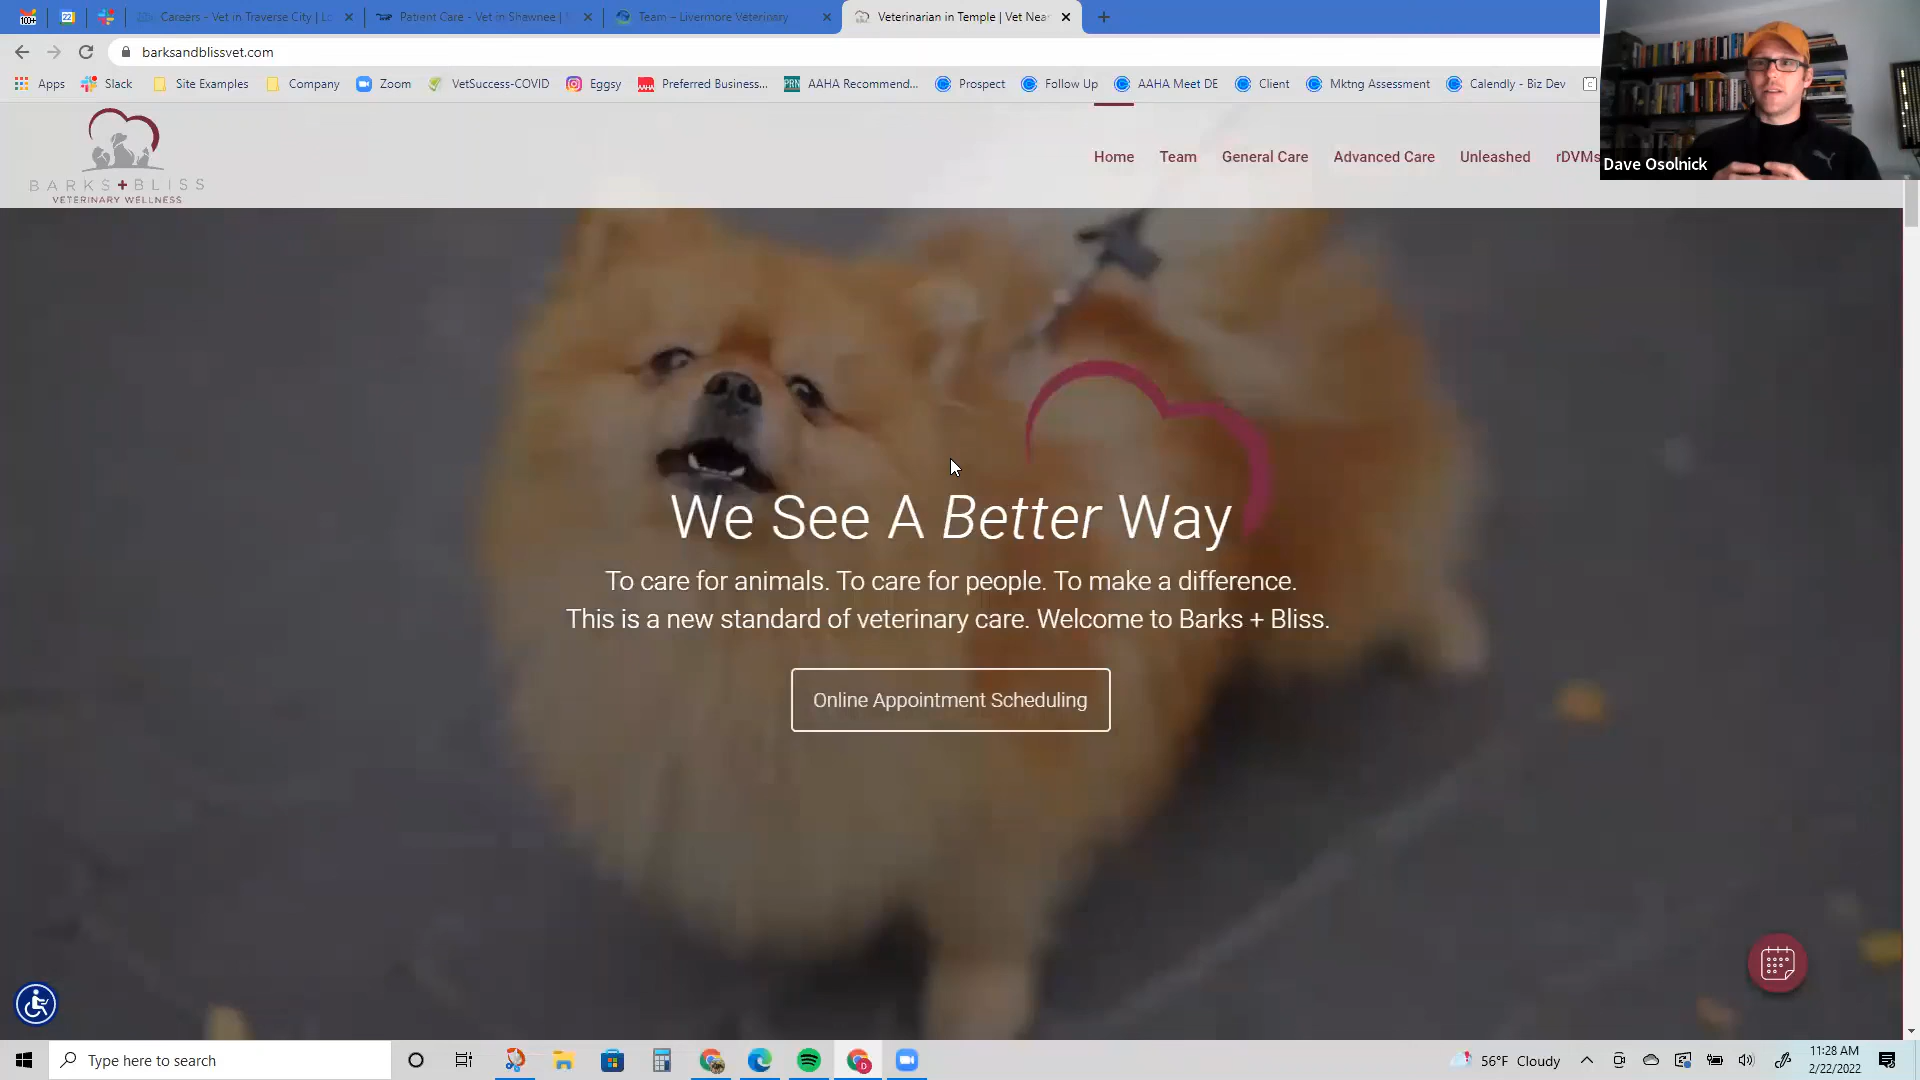 Careers - Vet in Traverse City | Lo
Patient Care - Vet in Shawnee |
Team – Livermore Veterinary
Veterinarian in Temple | Vet Nea
barksandblissvet.com
Apps
Slack
Site Examples
Company
Zoom
VetSuccess-COVID
Eggsy
Preferred Business...
AAHA Recommend...
Prospect
Follow Up
AAHA Meet DE
Client
Mktng Assessment
Calendly - Biz Dev
BARKS+BLISS
VETERINARY WELLNESS
Home
Team
General Care
Advanced Care
Unleashed
rDVMs
Dave Osolnick
We See A Better Way
To care for animals. To care for people. To make a difference.
This is a new standard of veterinary care. Welcome to Barks + Bliss.
Online Appointment Scheduling
Type here to search
56°F Cloudy
11:28 AM
2/22/2022